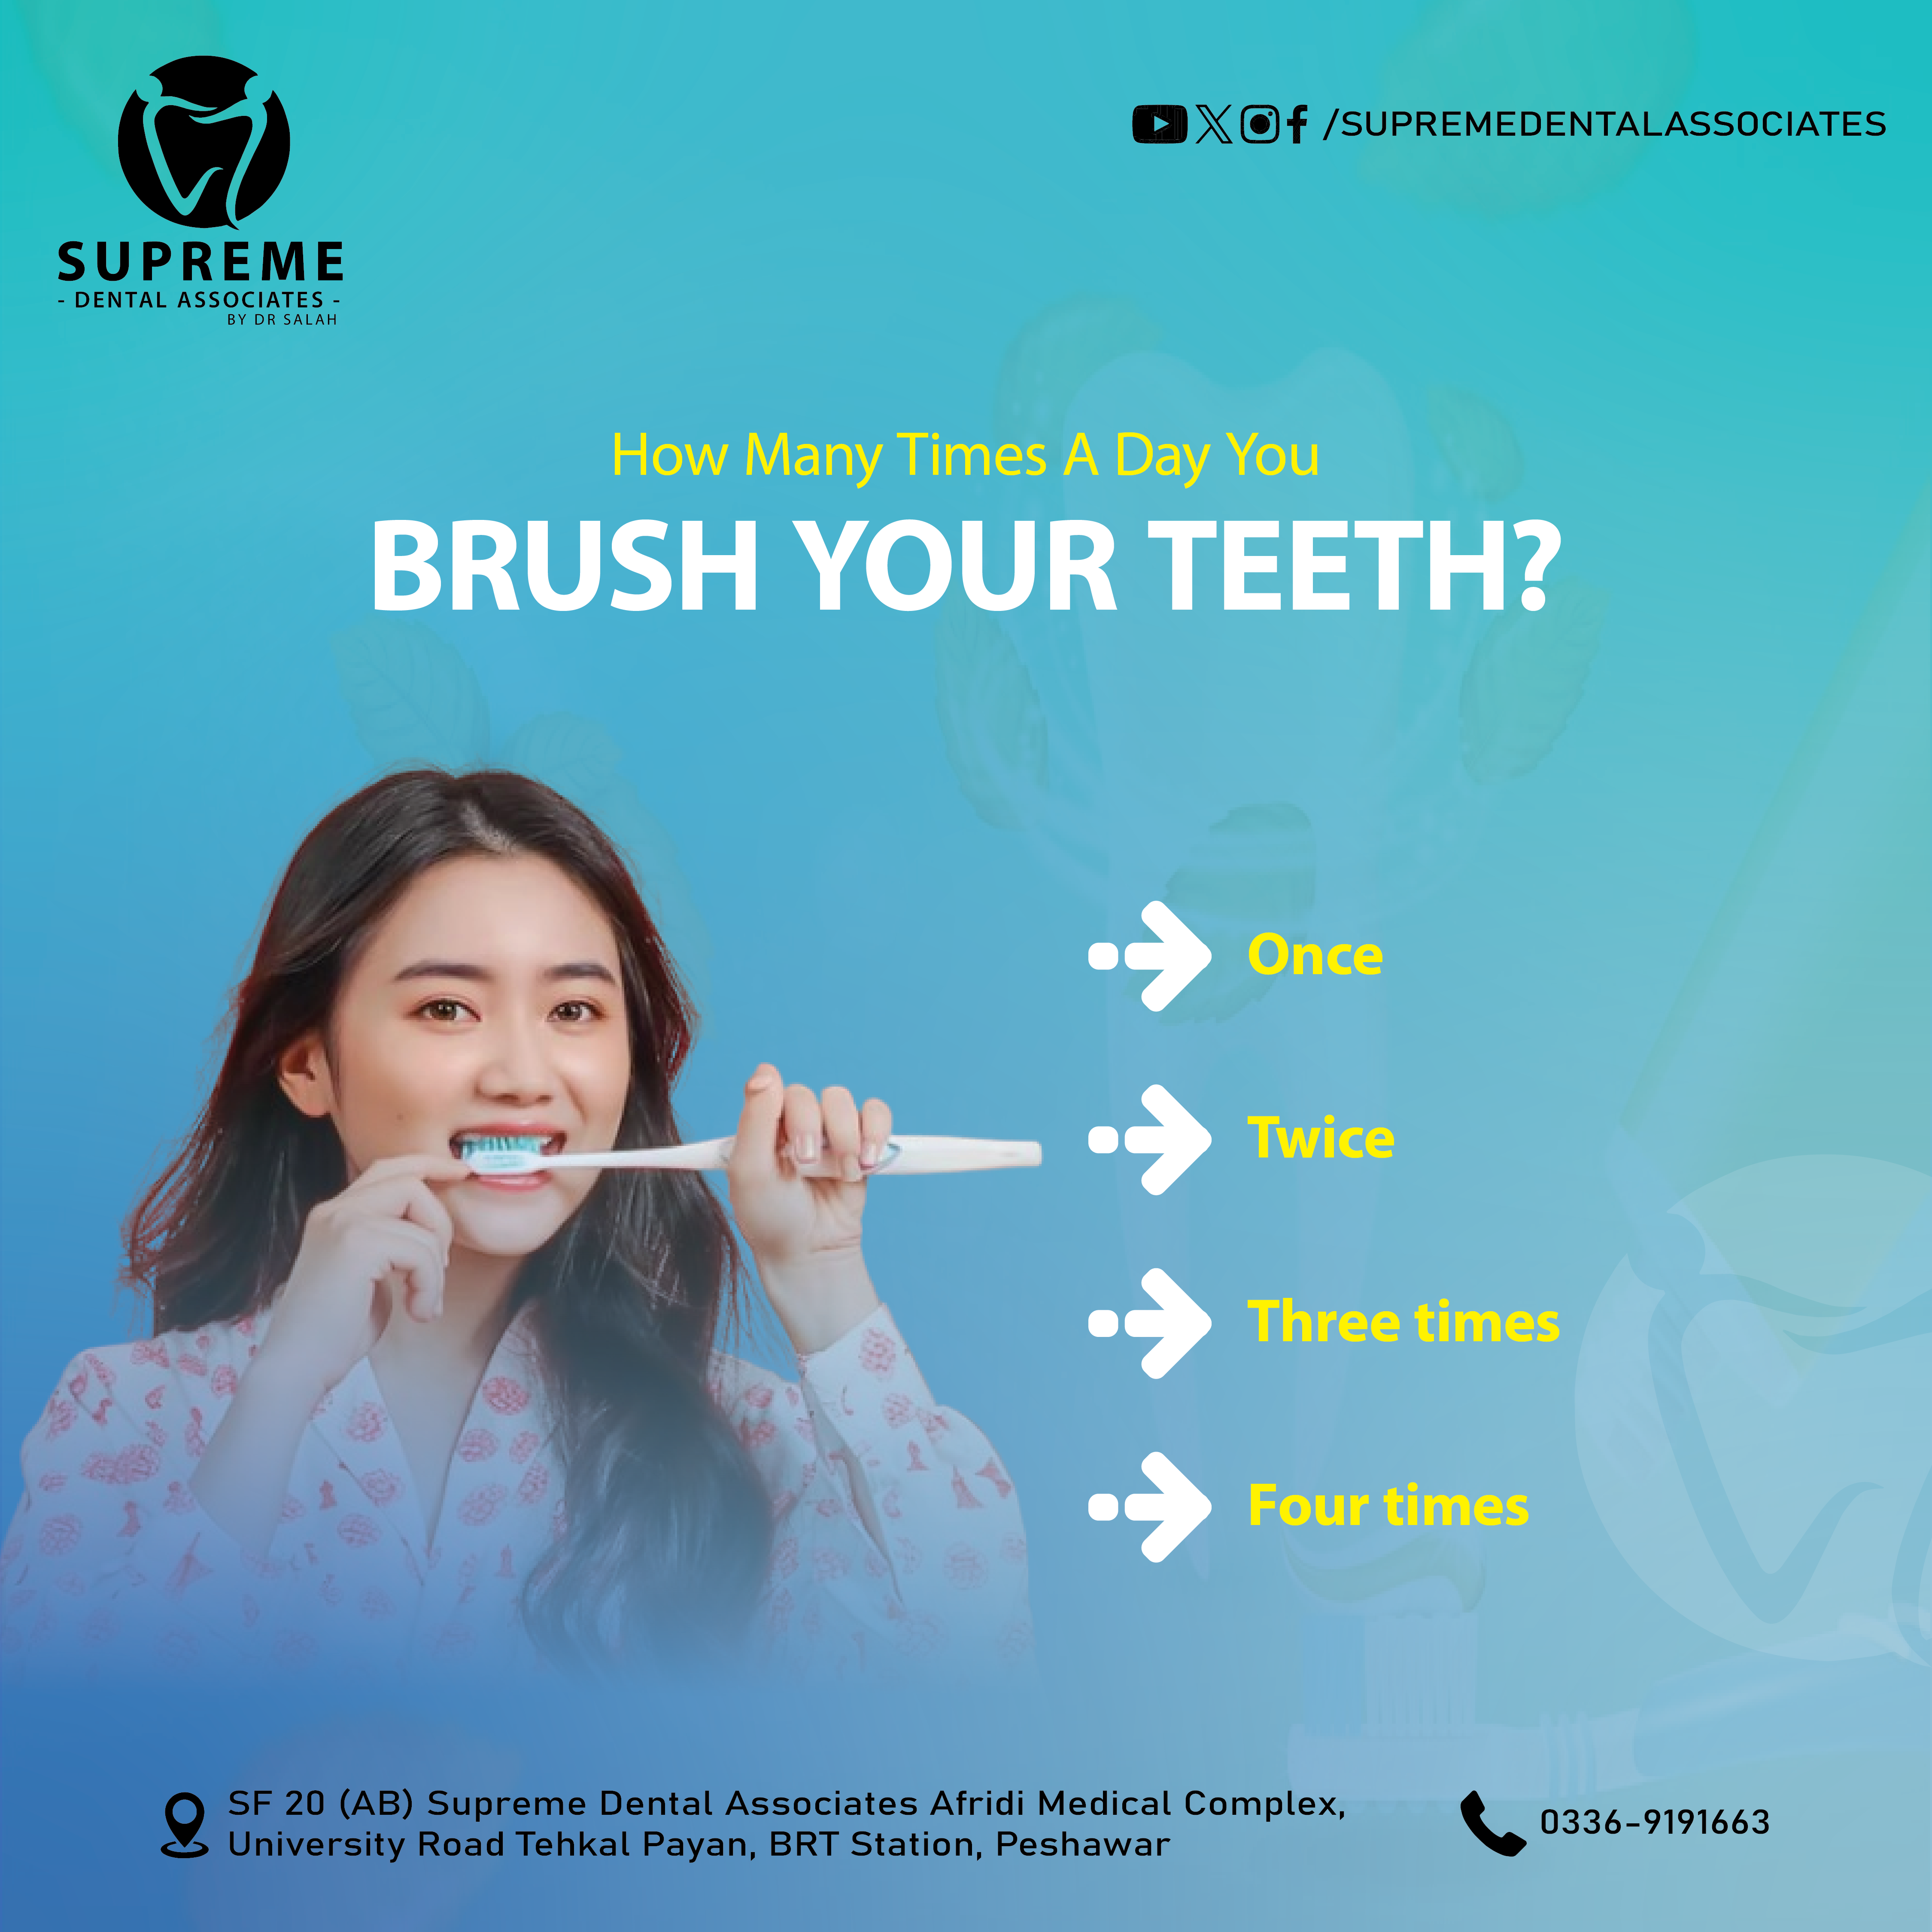 SUPREME
- DENTAL ASSOCIATES -
BY DR SALAH
/SUPREMEDENTALASSOCIATES
How Many Times A Day You
BRUSH YOUR TEETH?
Once
Twice
Three times
Four times
SF 20 (AB) Supreme Dental Associates Afridi Medical Complex,
University Road Tehkal Payan, BRT Station, Peshawar
0336-9191663